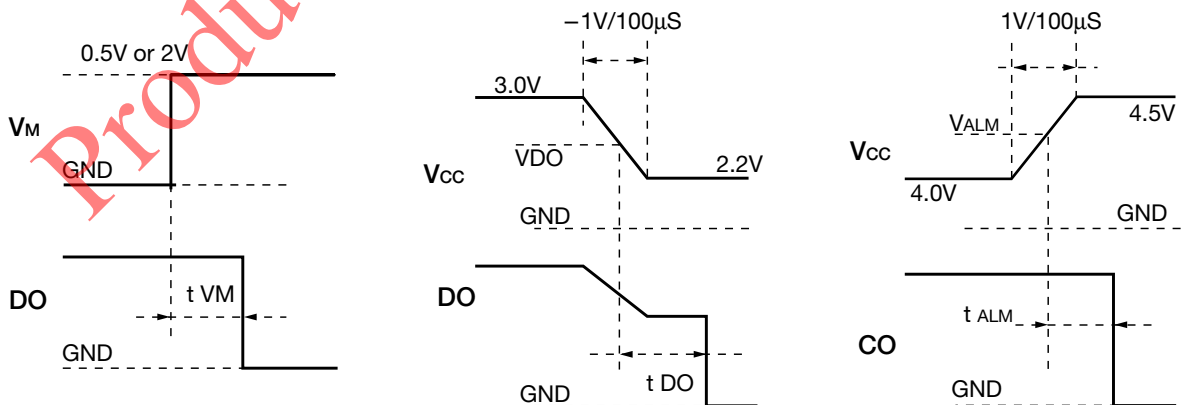 0.5V or 2V
VM
GND
DO
t VM
GND
−1V/100µS
3.0V
VDO
VCC
2.2V
GND
DO
t DO
GND
1V/100µS
VALM
4.5V
VCC
4.0V
GND
t ALM
CO
GND
Produ